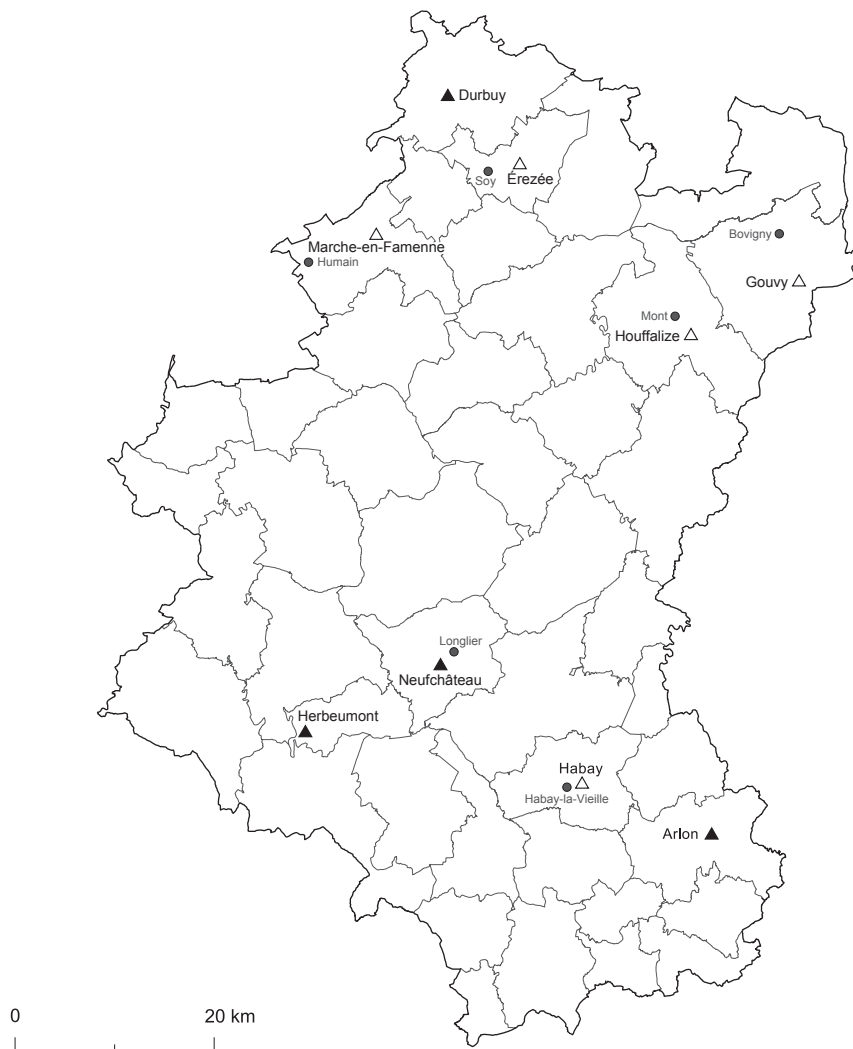 Durbuy
Soy
Érezée
Marche-en-Famenne
Humain
Bovigny
Gouvy
Mont
Houffalize
Longlier
Neufchâteau
Herbeumont
Habay
Habay-la-Vieille
Arlon
0 20 km